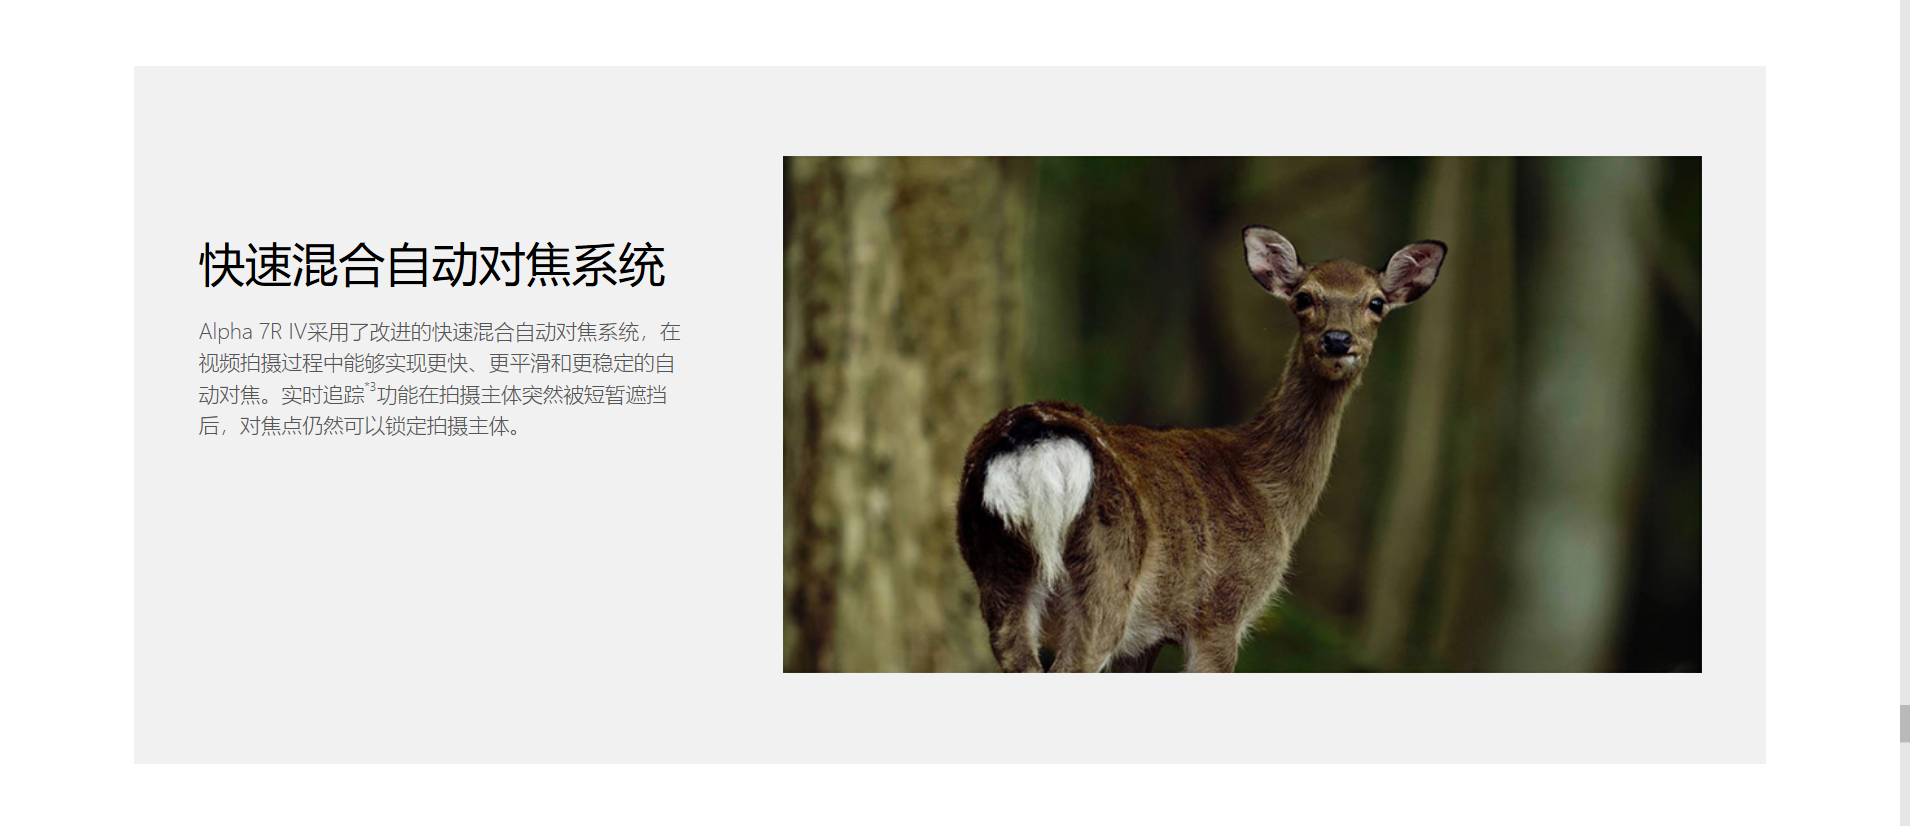 快速混合自动对焦系统
Alpha 7R IV采用了改进的快速混合自动对焦系统，在
视频拍摄过程中能够实现更快、更平滑和更稳定的自
动对焦。实时追踪*3功能在拍摄主体突然被短暂遮挡
后，对焦点仍然可以锁定拍摄主体。